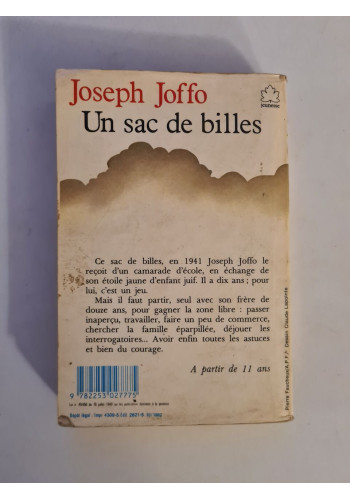 Joseph Joffo
jeunesse
Un sac de billes
Ce sac de billes, en 1941 Joseph Joffo le
reçoit d'un camarade d'école, en échange de
son étoile jaune d'enfant juif. Il a dix ans ; pour
lui, c'est un jeu.
Mais il faut partir, seul avec son frère de
douze ans, pour gagner la zone libre : passer
inaperçu, travailler, faire un peu de commerce,
chercher la famille éparpillée, déjouer les
interrogatoires... Avoir enfin toutes les astuces
et bien du courage.
A partir de 11 ans
9 782253 027775